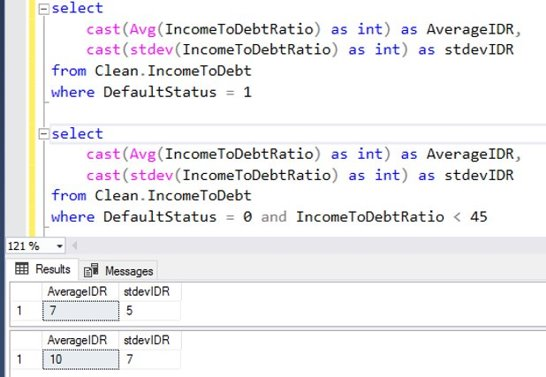 select
cast(Avg(IncomeToDebtRatio) as int) as AverageIDR,
cast(stdev(IncomeToDebtRatio) as int) as stdevIDR
from Clean.IncomeToDebt
where DefaultStatus = 1
select
cast(Avg(IncomeToDebtRatio) as int) as AverageIDR,
cast(stdev(IncomeToDebtRatio) as int) as stdevIDR
from Clean.IncomeToDebt
where DefaultStatus = 0 and IncomeToDebtRatio < 45
121 %
Results Messages
AverageIDR stdevIDR
1 7 5
AverageIDR stdevIDR
1 10 7